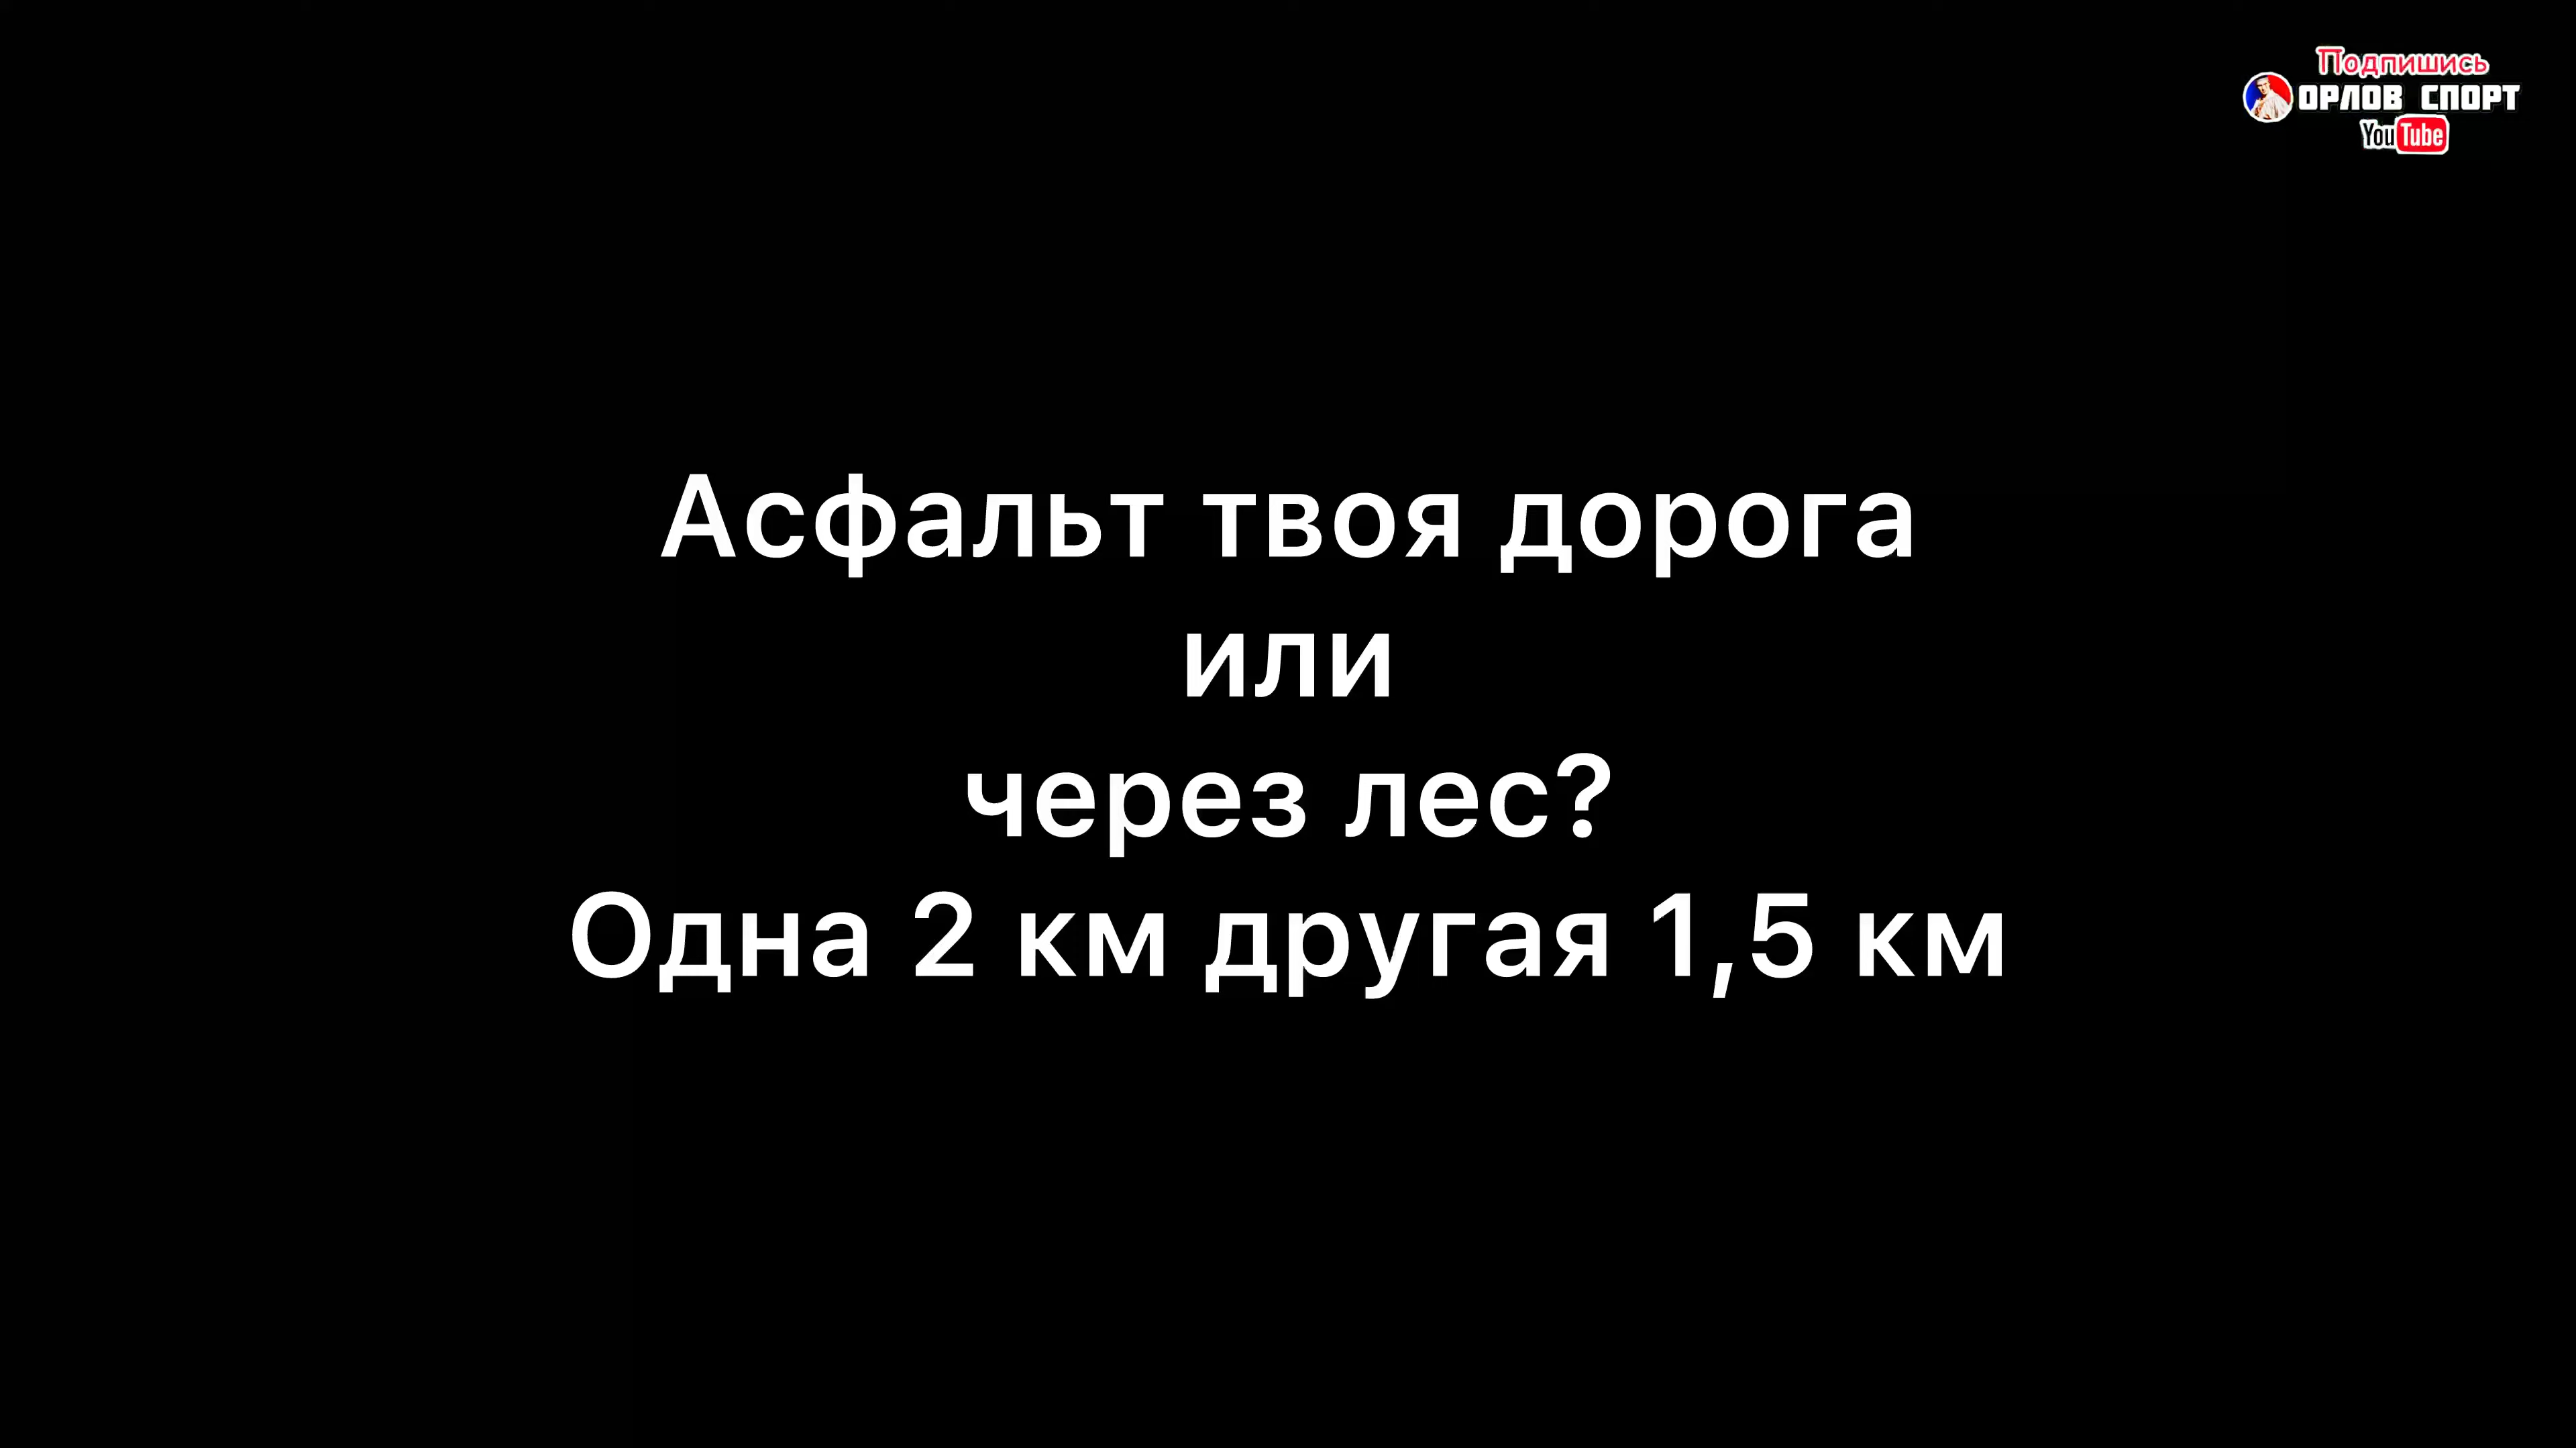 Подпишись
ОРЛОВ СПОРТ
YouTube
Асфальт твоя дорога
или
через лес?
Одна 2 км другая 1,5 км